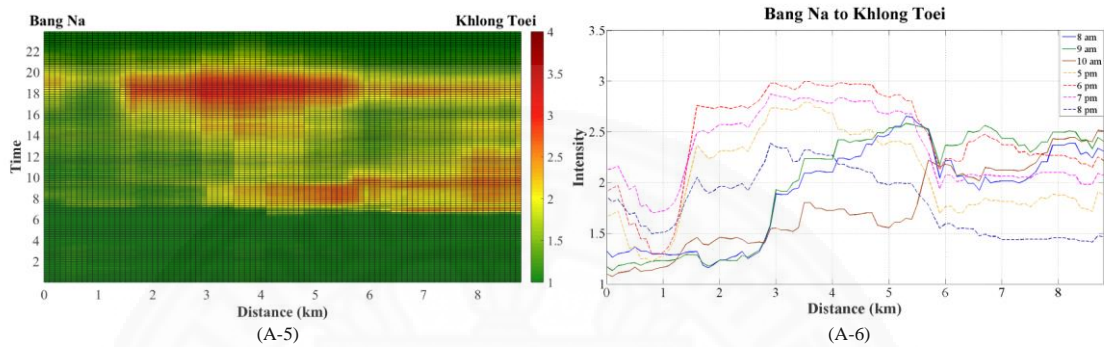 Bang Na
Khlong Toei
22
20
18
16
14
12
10
8
6
4
2
Time
0
1
2
3
4
5
6
7
8
Distance (km)
4
3.5
3
2.5
2
1.5
1
(A-5)
Bang Na to Khlong Toei
3.5
3
2.5
2
1.5
1
Intensity
0
1
2
3
4
5
6
7
8
Distance (km)
8 am
9 am
10 am
5 pm
6 pm
7 pm
8 pm
(A-6)